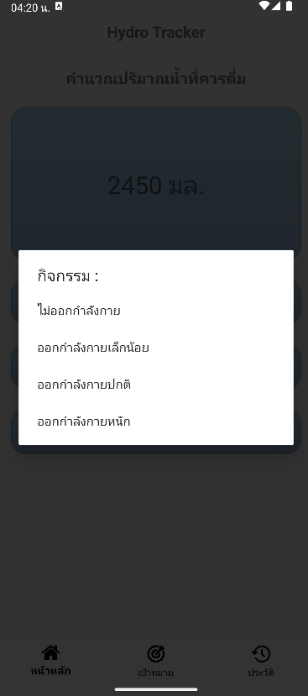 04:20 น.
Hydro Tracker
คำนวณปริมาณน้ำที่ควรดื่ม
2450 มล.
กิจกรรม :
ไม่ออกกำลังกาย
ออกกำลังกายเล็กน้อย
ออกกำลังกายปกติ
ออกกำลังกายหนัก
หน้าหลัก
เป้าหมาย
ประวัติ